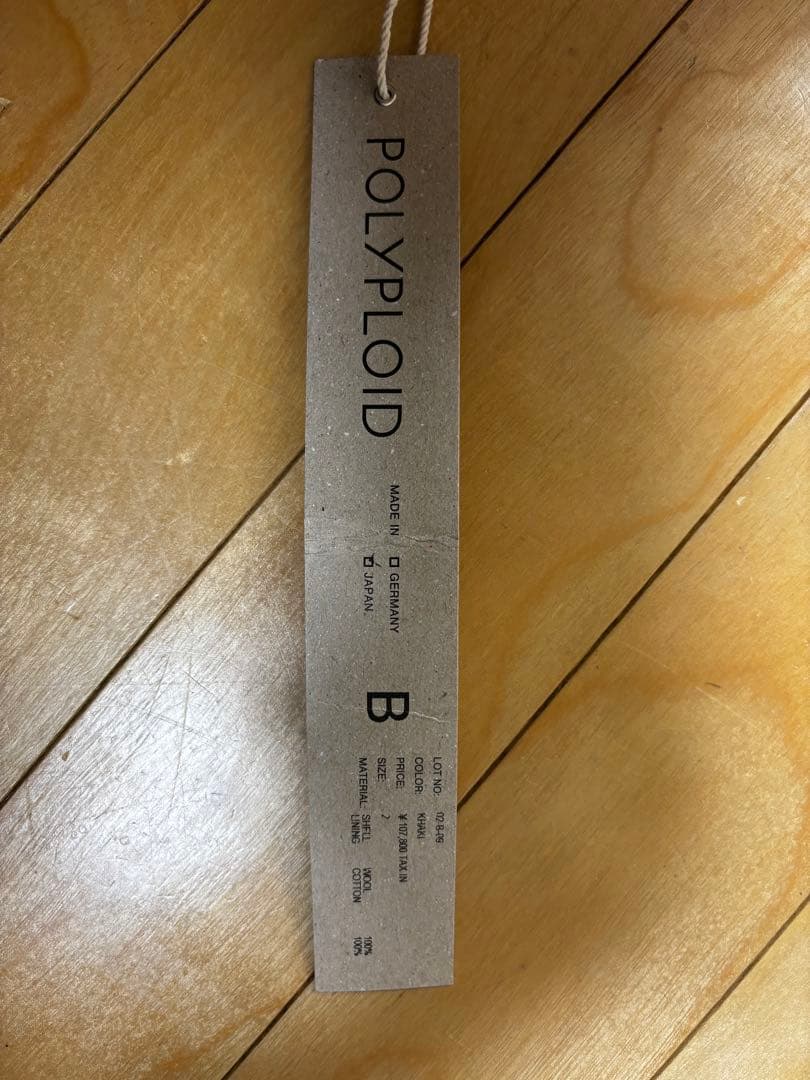 POLYPLOID
MADE IN ☐ GERMANY
☑ JAPAN.
B
LOT NO: 02-B-09
COLOR: KHAKI
PRICE: ¥107,800 TAX IN
SIZE: 2
MATERIAL: SHELL WOOL 100%
LINING COTTON 100%